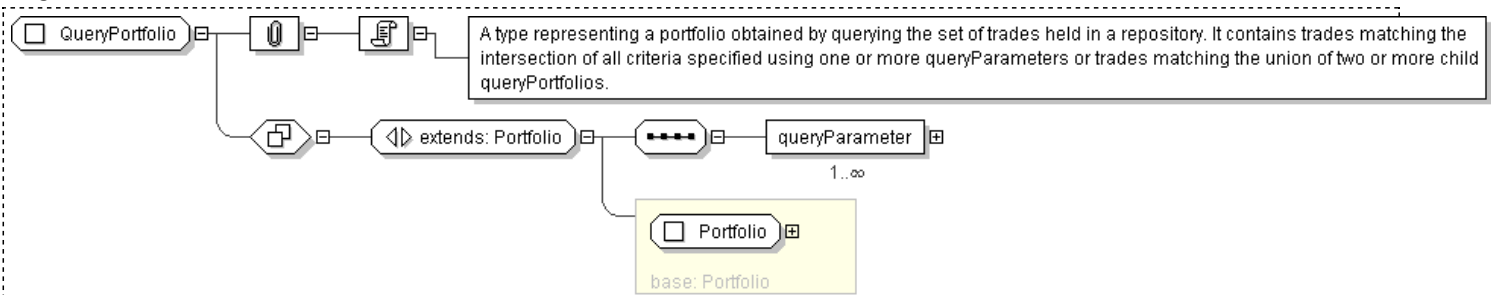 QueryPortfolio
A type representing a portfolio obtained by querying the set of trades held in a repository. It contains trades matching the
intersection of all criteria specified using one or more queryParameters or trades matching the union of two or more child
queryPortfolios.
extends: Portfolio
queryParameter
1..∞
Portfolio
base: Portfolio